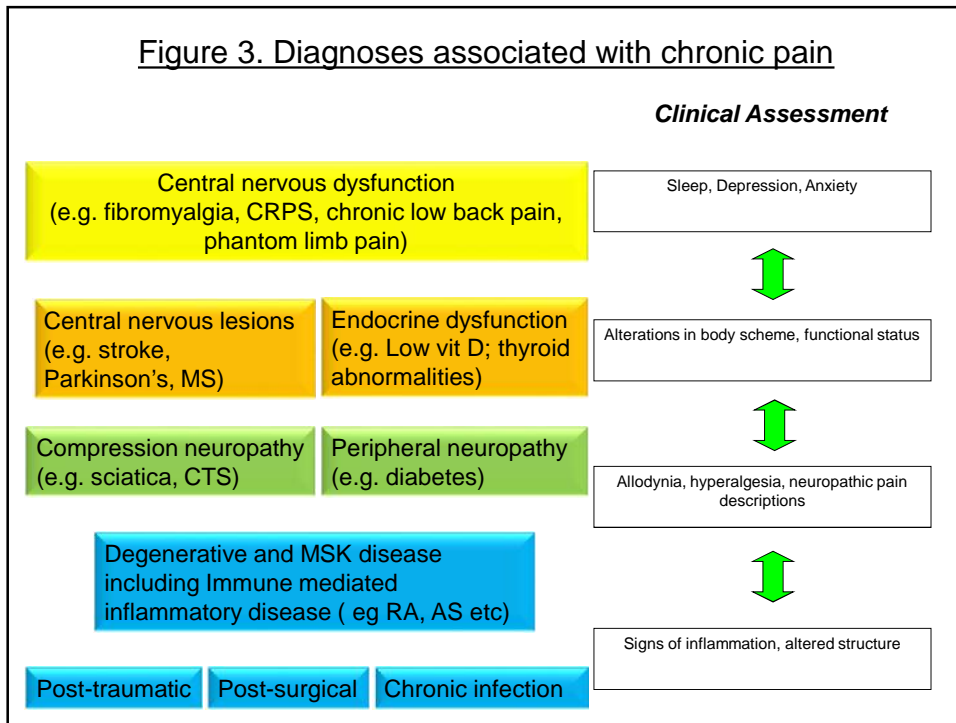 Figure 3. Diagnoses associated with chronic pain
Clinical Assessment
Central nervous dysfunction
(e.g. fibromyalgia, CRPS, chronic low back pain,
phantom limb pain)
Sleep, Depression, Anxiety
Central nervous lesions
(e.g. stroke,
Parkinson's, MS)
Endocrine dysfunction
(e.g. Low vit D; thyroid
abnormalities)
Alterations in body scheme, functional status
Compression neuropathy
(e.g. sciatica, CTS)
Peripheral neuropathy
(e.g. diabetes)
Allodynia, hyperalgesia, neuropathic pain
descriptions
Degenerative and MSK disease
including Immune mediated
inflammatory disease ( eg RA, AS etc)
Signs of inflammation, altered structure
Post-traumatic
Post-surgical
Chronic infection